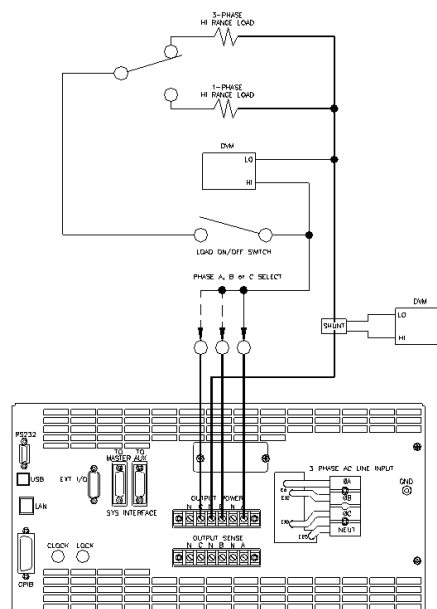 3-PHASE
HI RANGE LOAD
1-PHASE
HI RANGE LOAD
DVM
LO
HI
LOAD ON/OFF SWITCH
PHASE A, B or C SELECT
DVM
LO
SHUNT
HI
RS232
USB
LAN
GPIB
EXT I/O
TO
MASTER
TO
AUX
SYS INTERFACE
CLOCK
LOCK
OUTPUT POWER
N C N B N A
OUTPUT SENSE
N C N B N A
3 PHASE AC LINE INPUT
ØA
ØB
ØC
NEUT
GND